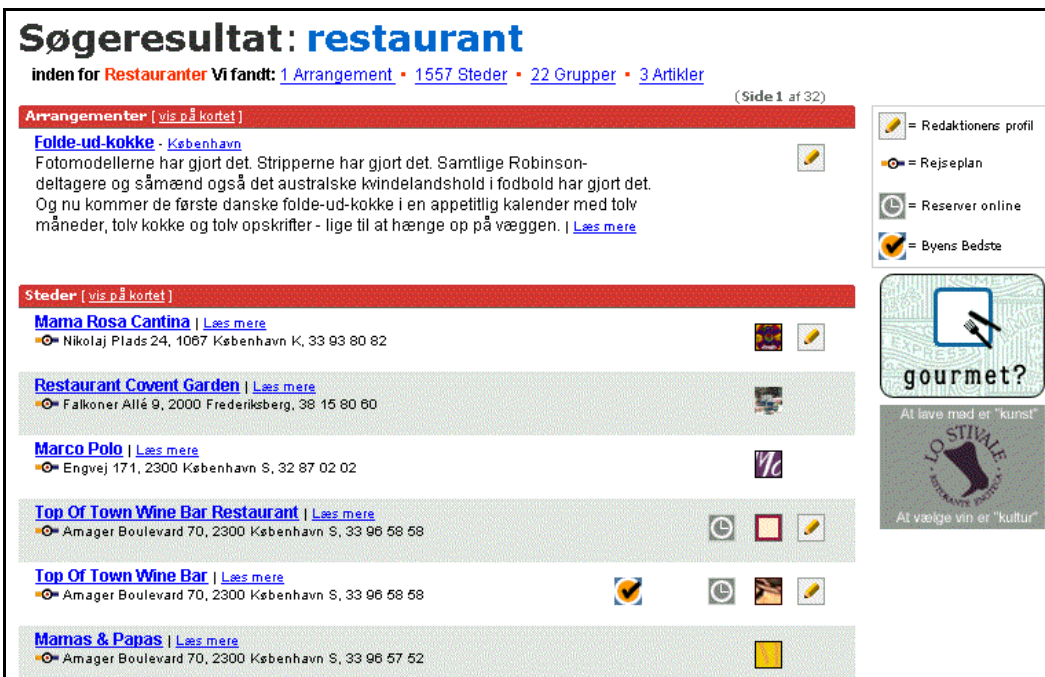 Søgeresultat: restaurant
inden for Restauranter Vi fandt: 1 Arrangement • 1557 Steder • 22 Grupper • 3 Artikler
(Side 1 af 32)
Arrangementer [ vis på kortet ]
Folde-ud-kokke - København
Fotomodellerne har gjort det. Stripperne har gjort det. Samtlige Robinson-
deltagere og såmænd også det australske kvindelandshold i fodbold har gjort det.
Og nu kommer de første danske folde-ud-kokke i en appetitlig kalender med tolv
måneder, tolv kokke og tolv opskrifter - lige til at hænge op på væggen. | Læs mere
Steder [ vis på kortet ]
Mama Rosa Cantina | Læs mere
Nikolaj Plads 24, 1067 København K, 33 93 80 82
Restaurant Covent Garden | Læs mere
Falkoner Allé 9, 2000 Frederiksberg, 38 15 80 60
Marco Polo | Læs mere
Engvej 171, 2300 København S, 32 87 02 02
Top Of Town Wine Bar Restaurant | Læs mere
Amager Boulevard 70, 2300 København S, 33 96 58 58
Top Of Town Wine Bar | Læs mere
Amager Boulevard 70, 2300 København S, 33 96 58 58
Mamas & Papas | Læs mere
Amager Boulevard 70, 2300 København S, 33 96 57 52
= Redaktionens profil
= Rejseplan
= Reserver online
= Byens Bedste
gourmet?
At lave mad er "kunst"
LO STIVALE
RISTORANTE ENOTECA
At vælge vin er "kultur"